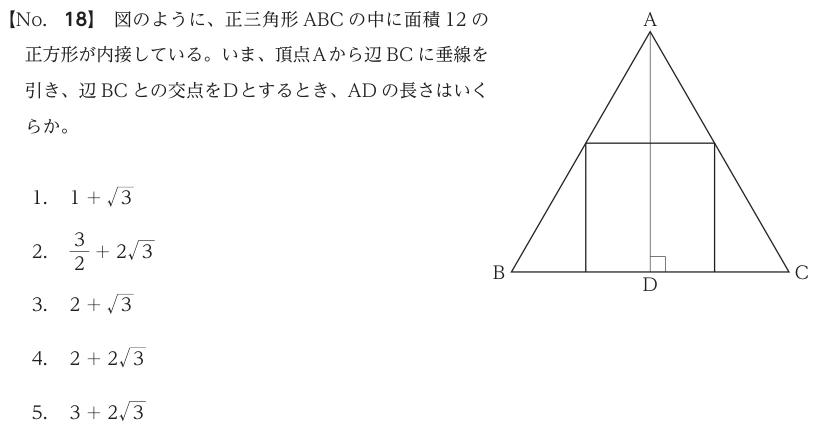 【No. 18】 図のように、正三角形 ABC の中に面積 12 の
正方形が内接している。いま、頂点Aから辺 BC に垂線を
引き、辺 BC との交点をDとするとき、AD の長さはいく
らか。
1. 1 + √3
2. 3/2 + 2√3
3. 2 + √3
4. 2 + 2√3
5. 3 + 2√3
A
B
D
C